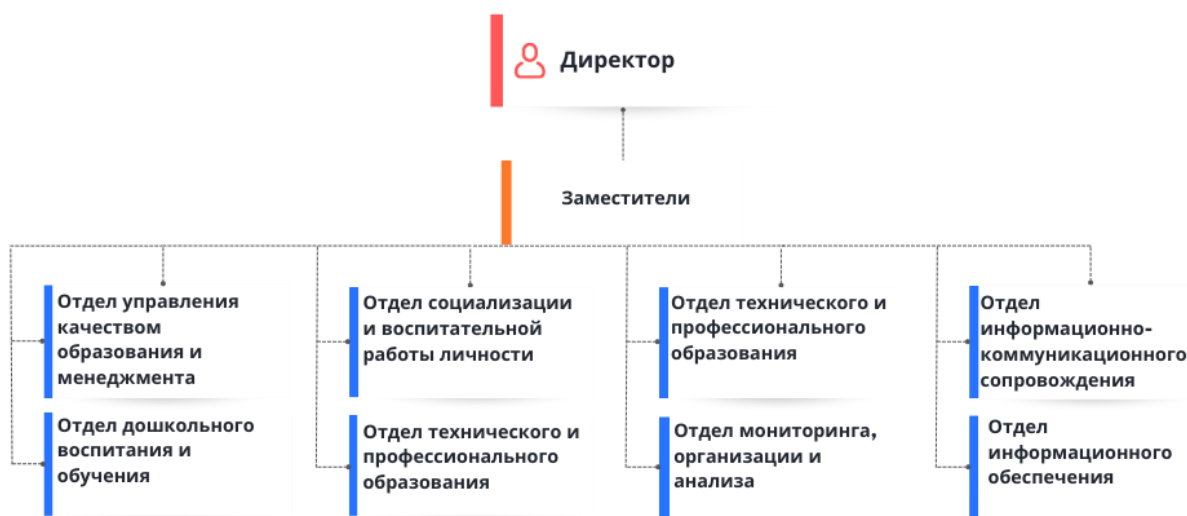 Директор
Заместители
Отдел управления
качеством
образования и
менеджмента
Отдел социализации
и воспитательной
работы личности
Отдел технического и
профессионального
образования
Отдел
информационно-
коммуникационного
сопровождения
Отдел дошкольного
воспитания и
обучения
Отдел технического и
профессионального
образования
Отдел мониторинга,
организации и
анализа
Отдел
информационного
обеспечения